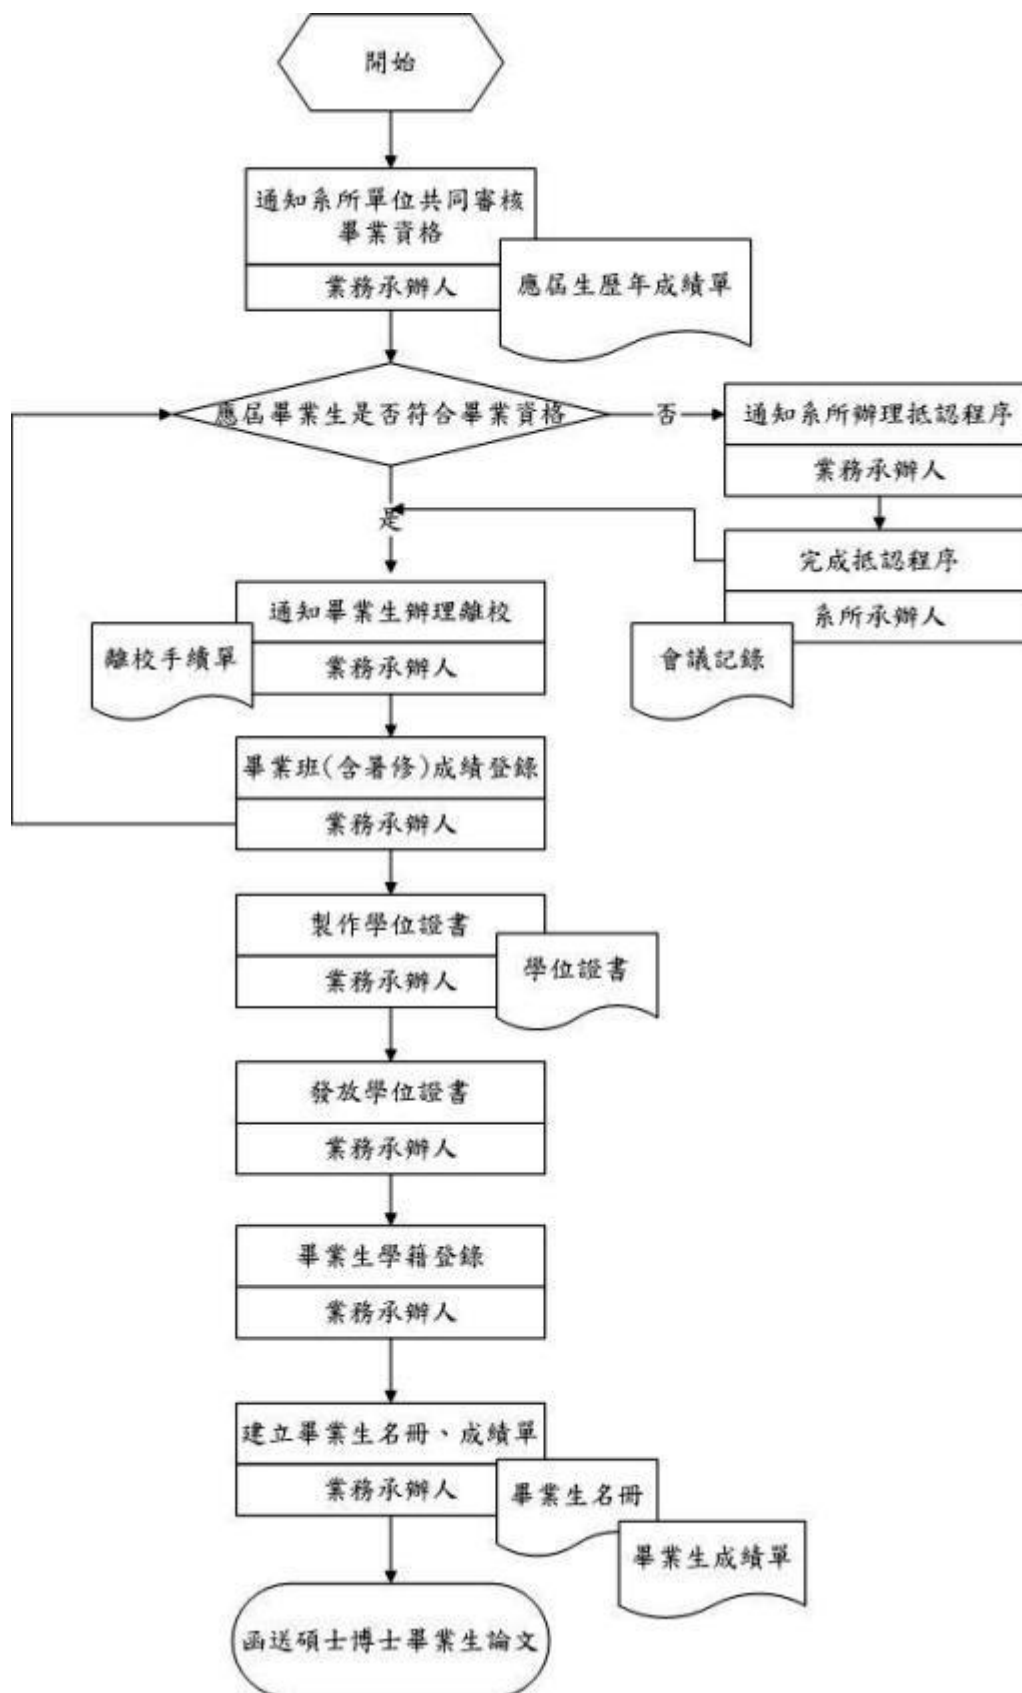 開始
通知系所單位共同審核
畢業資格
業務承辦人
應屆生歷年成績單
應屆畢業生是否符合畢業資格
否
通知系所辦理抵認程序
業務承辦人
是
完成抵認程序
系所承辦人
會議記錄
通知畢業生辦理離校
業務承辦人
離校手續單
畢業班(含暑修)成績登錄
業務承辦人
製作學位證書
業務承辦人
學位證書
發放學位證書
業務承辦人
畢業生學籍登錄
業務承辦人
建立畢業生名冊、成績單
業務承辦人
畢業生名冊
畢業生成績單
函送碩士博士畢業生論文